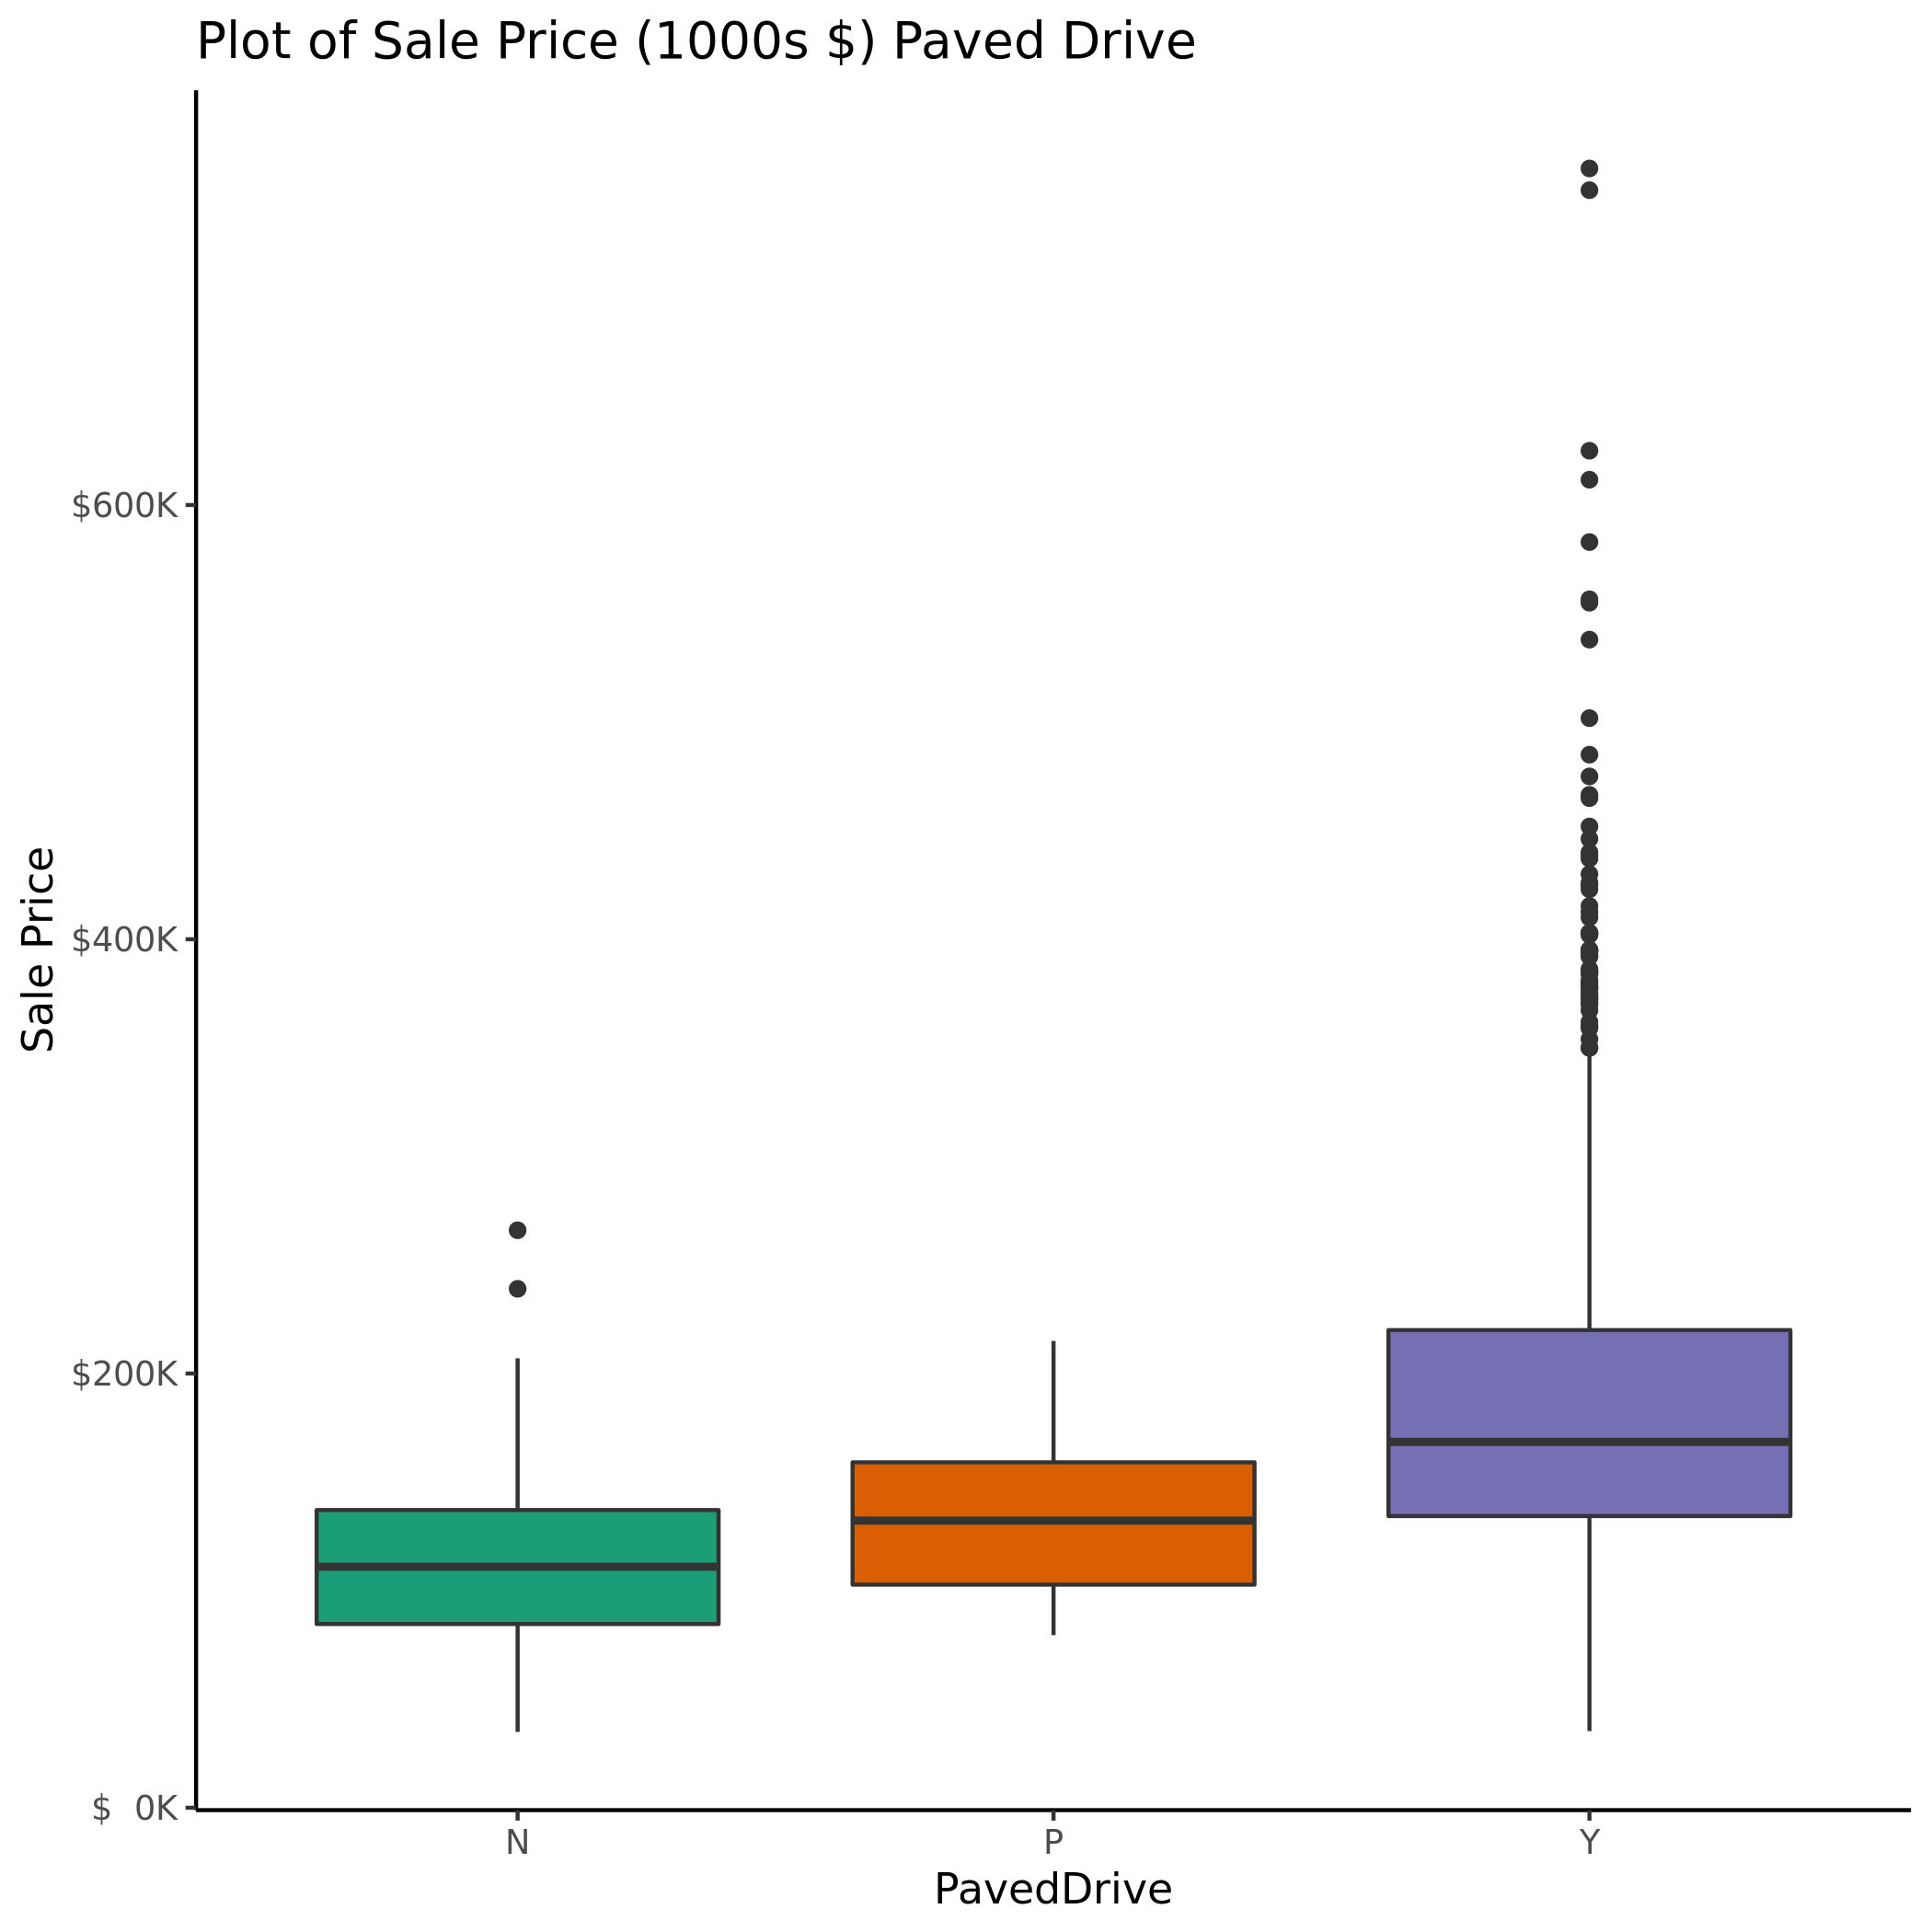 Plot of Sale Price (1000s $) Paved Drive
Sale Price
$600K
$400K
$200K
$  0K
N
P
Y
PavedDrive